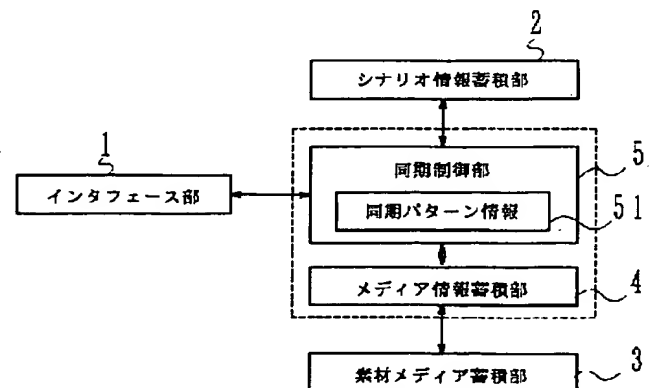 2
シナリオ情報蓄積部
1
インタフェース部
同期制御部
5
同期パターン情報
51
メディア情報蓄積部
4
素材メディア蓄積部
3